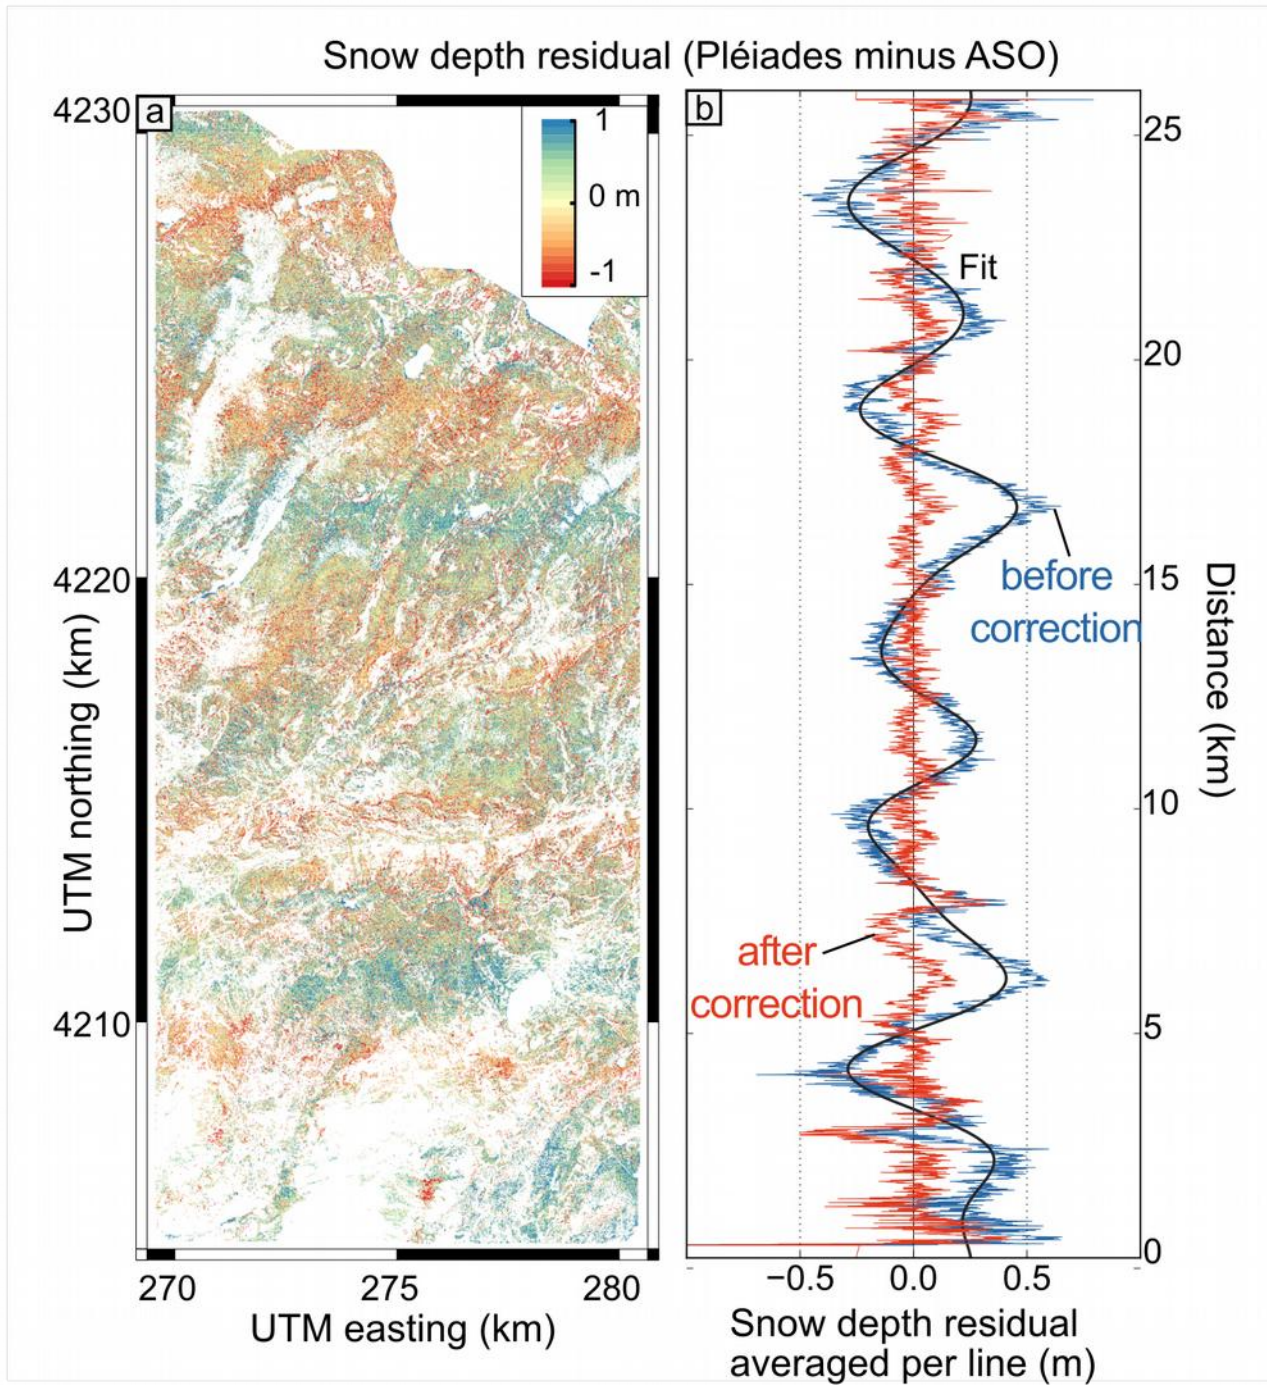 Snow depth residual (Pléiades minus ASO)
a
1
0 m
-1
4230
4220
4210
UTM northing (km)
270
275
280
UTM easting (km)
b
Fit
before
correction
after
correction
25
20
15
10
5
0
Distance (km)
−0.5
0.0
0.5
Snow depth residual
averaged per line (m)